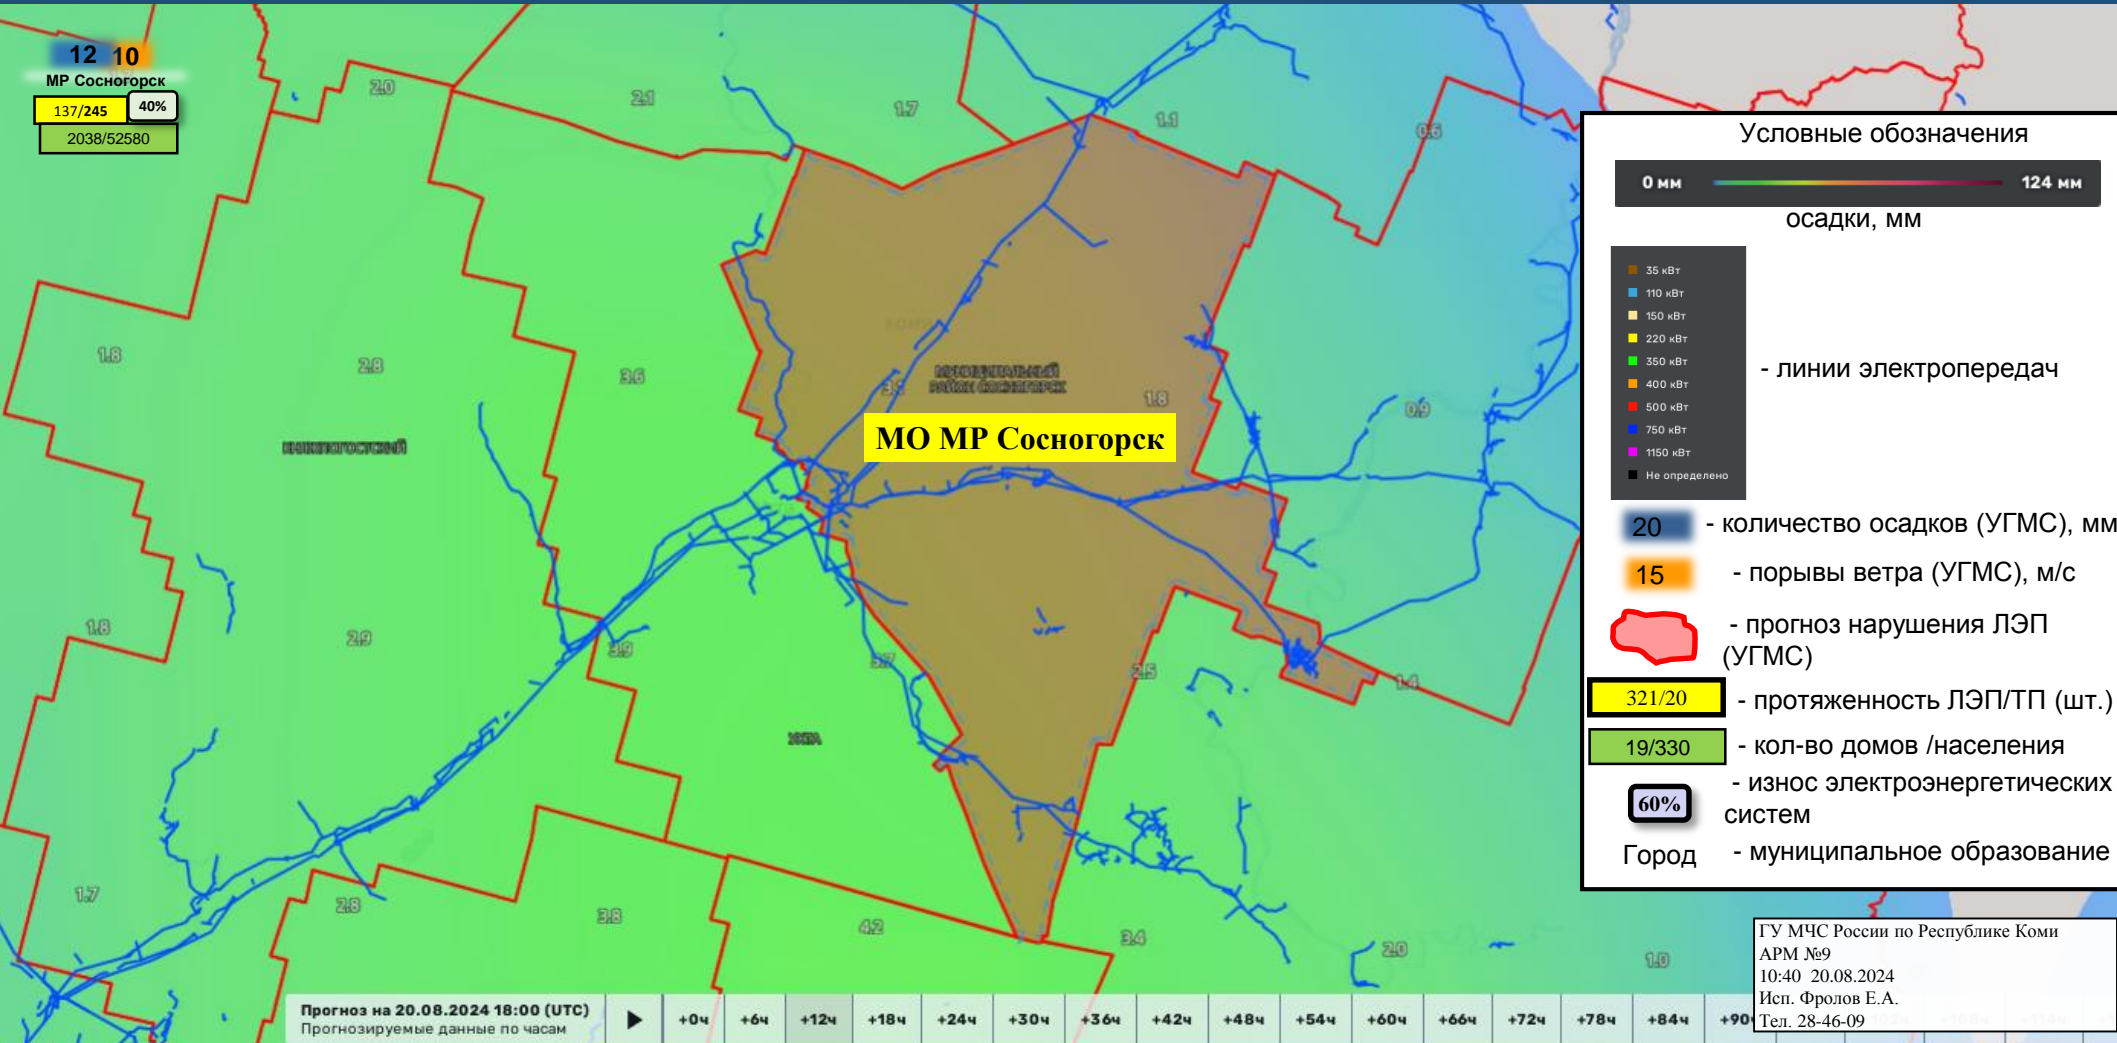 12 10
МР Сосногорск
137/245 40%
2038/52580
2.0
2.1
1.7
1.1
0.6
1.8
2.8
3.6
МУНИЦИПАЛЬНЫЙ
РАЙОН СОСНОГОРСК
1.8
0.9
МО МР Сосногорск
КНЯЖПОГОСТСКИЙ
1.8
2.9
3.9
3.7
2.5
1.4
УХТА
1.7
2.8
3.8
4.2
3.4
2.0
1.0
Условные обозначения
0 мм 124 мм
осадки, мм
35 кВт
110 кВт
150 кВт
220 кВт
350 кВт
400 кВт
500 кВт
750 кВт
1150 кВт
Не определено
- линии электропередач
20 - количество осадков (УГМС), мм
15 - порывы ветра (УГМС), м/с
- прогноз нарушения ЛЭП
(УГМС)
321/20 - протяженность ЛЭП/ТП (шт.)
19/330 - кол-во домов /населения
60% - износ электроэнергетических
систем
Город - муниципальное образование
ГУ МЧС России по Республике Коми
АРМ №9
10:40 20.08.2024
Исп. Фролов Е.А.
Тел. 28-46-09
Прогноз на 20.08.2024 18:00 (UTC)
Прогнозируемые данные по часам
+0ч +6ч +12ч +18ч +24ч +30ч +36ч +42ч +48ч +54ч +60ч +66ч +72ч +78ч +84ч +90